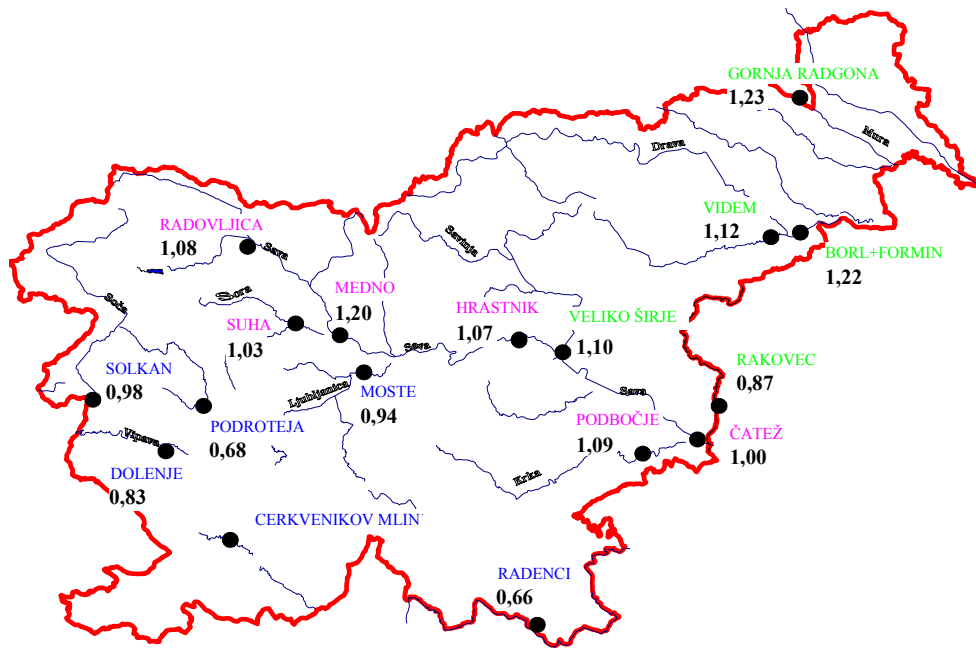 GORNJA RADGONA
1,23
Mura
Drava
VIDEM
1,12
BORL+FORMIN
1,22
RADOVLJICA
1,08
Sava
Savinja
Soča
Sora
MEDNO
1,20
SUHA
1,03
HRASTNIK
1,07
VELIKO ŠIRJE
1,10
Sava
SOLKAN
0,98
Ljubljanica
MOSTE
0,94
RAKOVEC
0,87
Sava
PODROTEJA
0,68
PODBOČJE
1,09
ČATEŽ
1,00
Vipava
DOLENJE
0,83
Krka
CERKVENIKOV MLIN
RADENCI
0,66